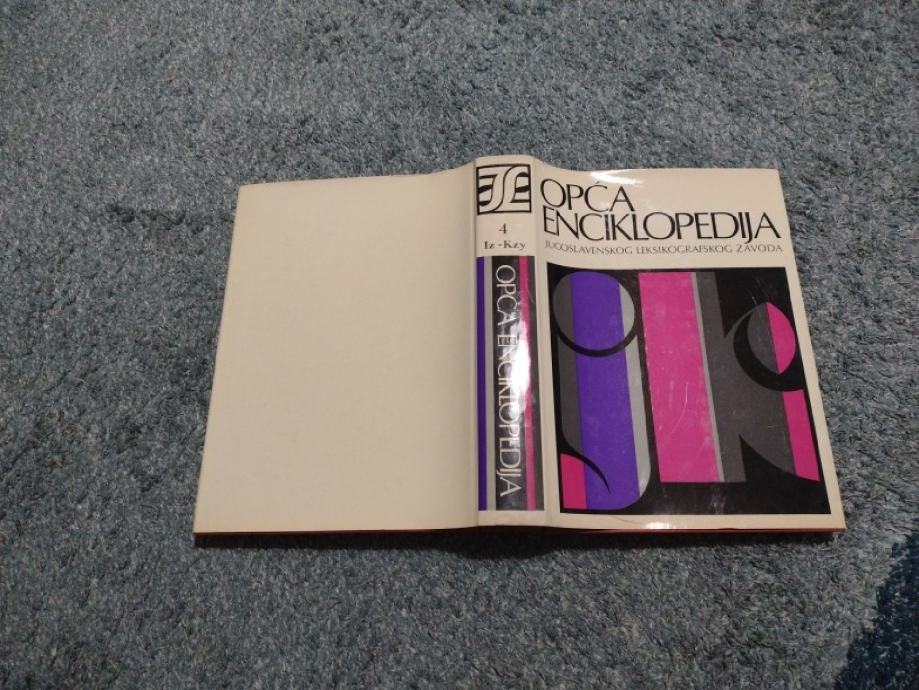 4
Iz - Kzy
OPĆA ENCIKLOPEDIJA
OPĆA
ENCIKLOPEDIJA
JUGOSLAVENSKOG LEKSIKOGRAFSKOG ZAVODA